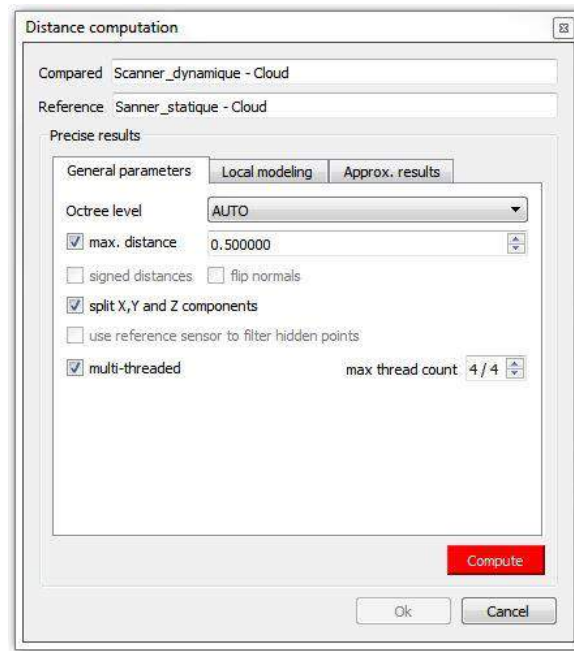 Distance computation
Compared Scanner_dynamique - Cloud
Reference Sanner_statique - Cloud
Precise results
General parameters Local modeling Approx. results
Octree level AUTO
max. distance 0.500000
signed distances flip normals
split X,Y and Z components
use reference sensor to filter hidden points
multi-threaded max thread count 4 / 4
Compute
Ok Cancel